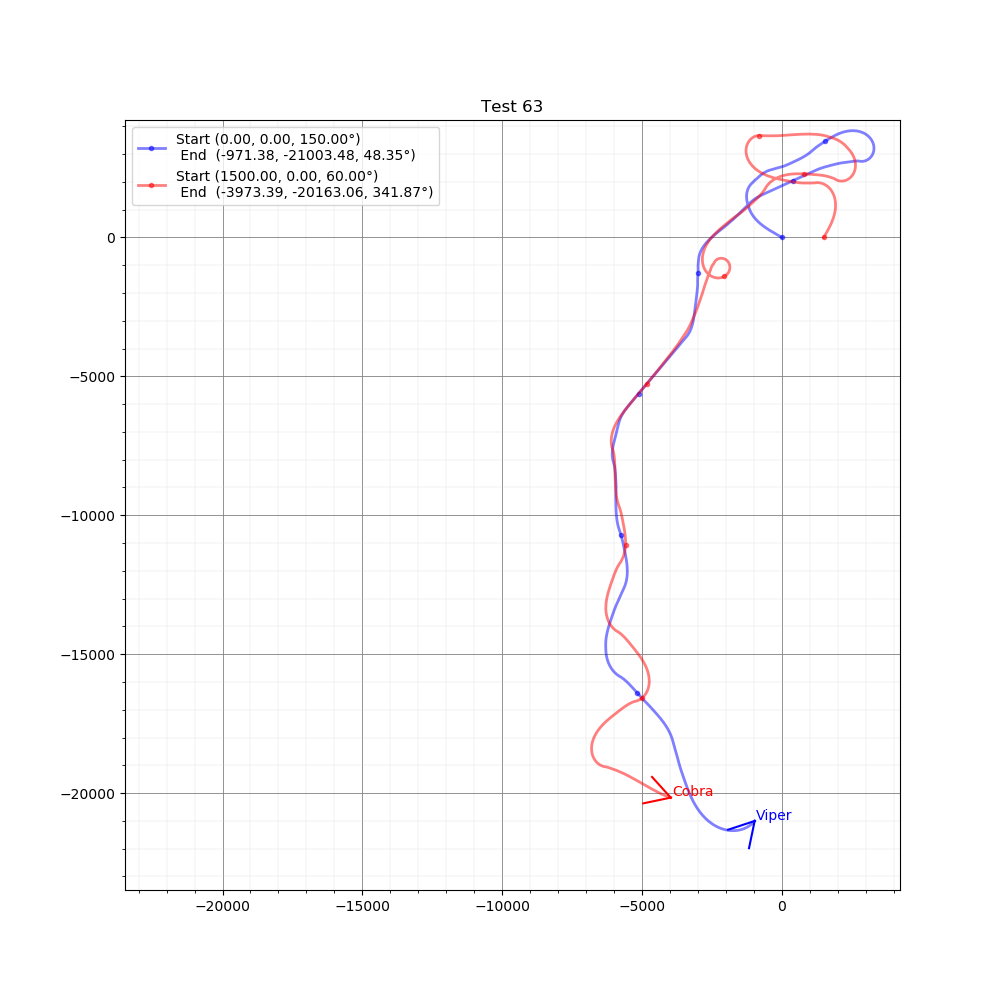 Test 63
Start (0.00, 0.00, 150.00°)
End  (-971.38, -21003.48, 48.35°)
Start (1500.00, 0.00, 60.00°)
End  (-3973.39, -20163.06, 341.87°)
0
−5000
−10000
−15000
−20000
Cobra
Viper
−20000
−15000
−10000
−5000
0